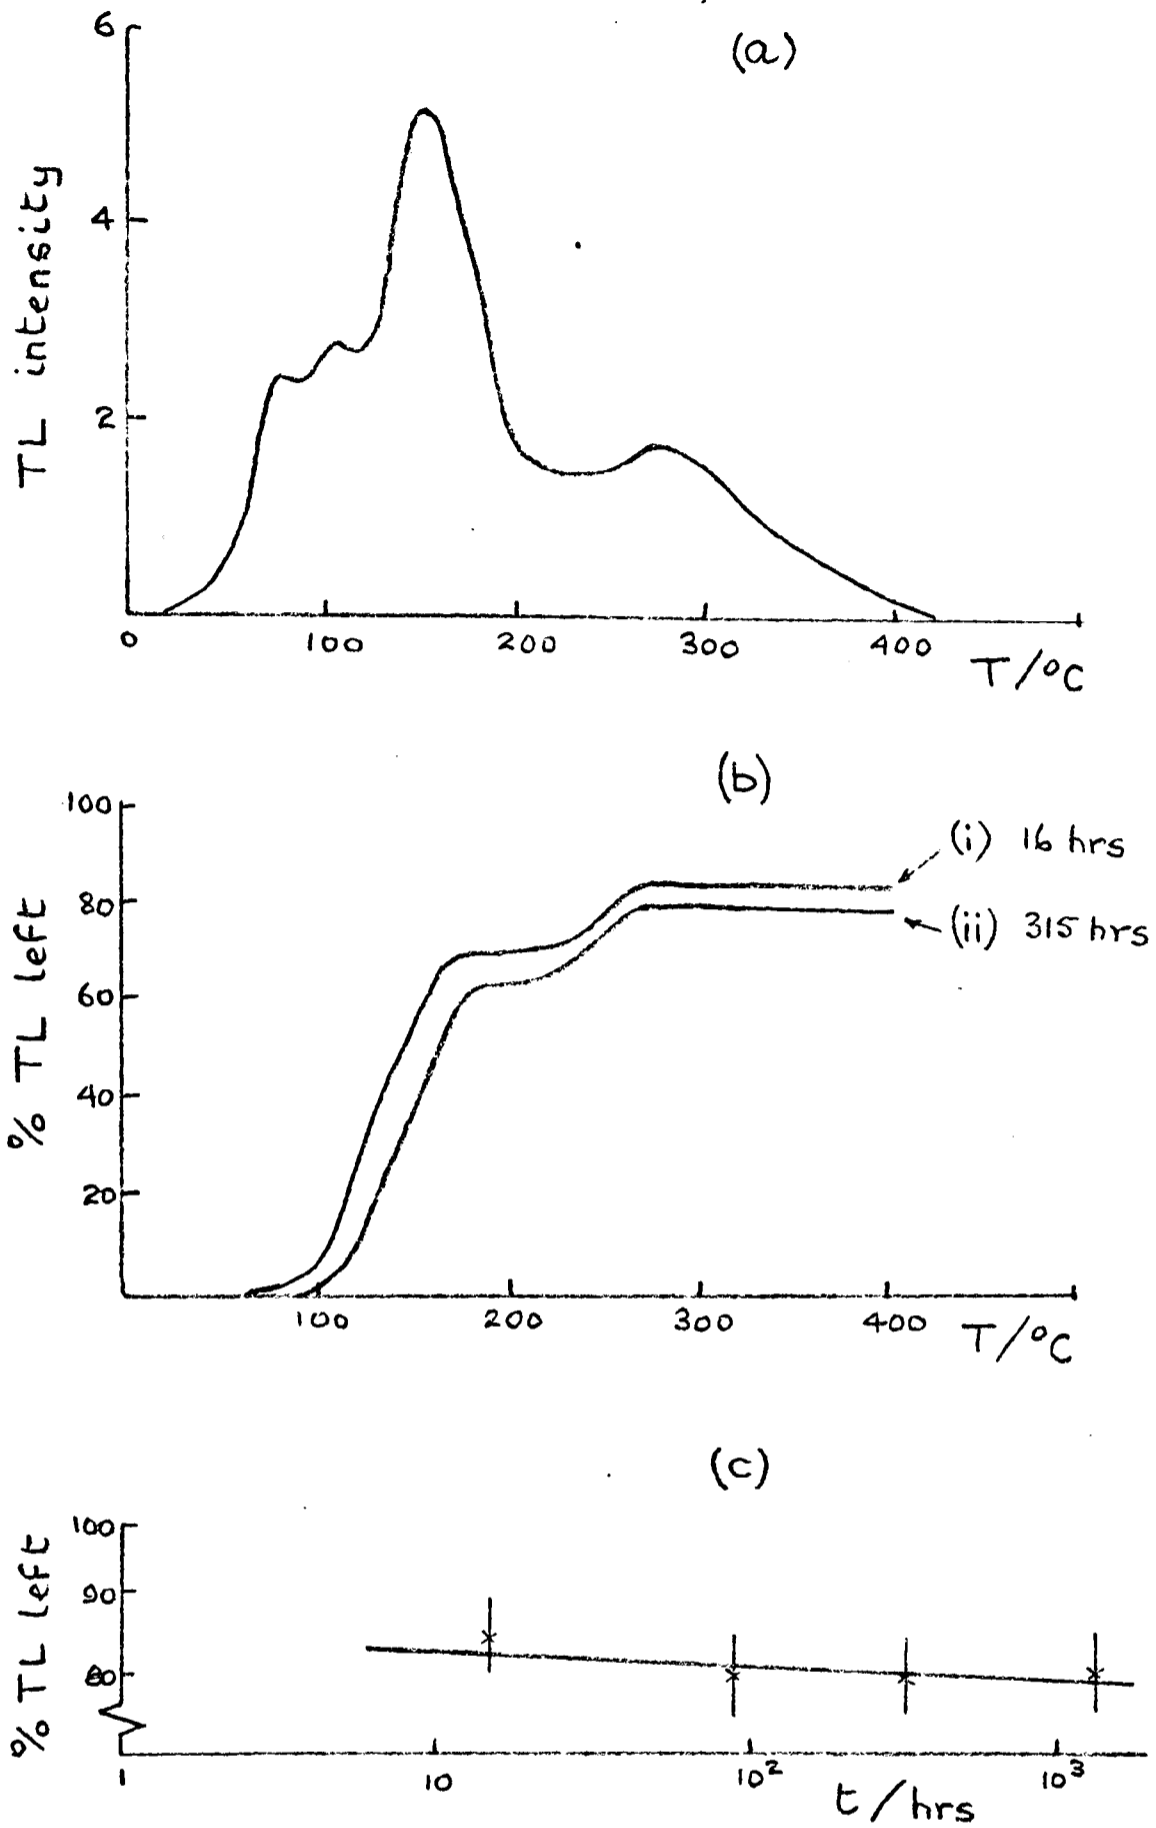 (a)
6
4
2
TL intensity
0 100 200 300 400
T/°C
(b)
100
80
60
40
20
% TL left
(i) 16 hrs
(ii) 315 hrs
100 200 300 400 T/°C
(c)
100
90
80
% TL left
1 10 10² 10³
t/hrs